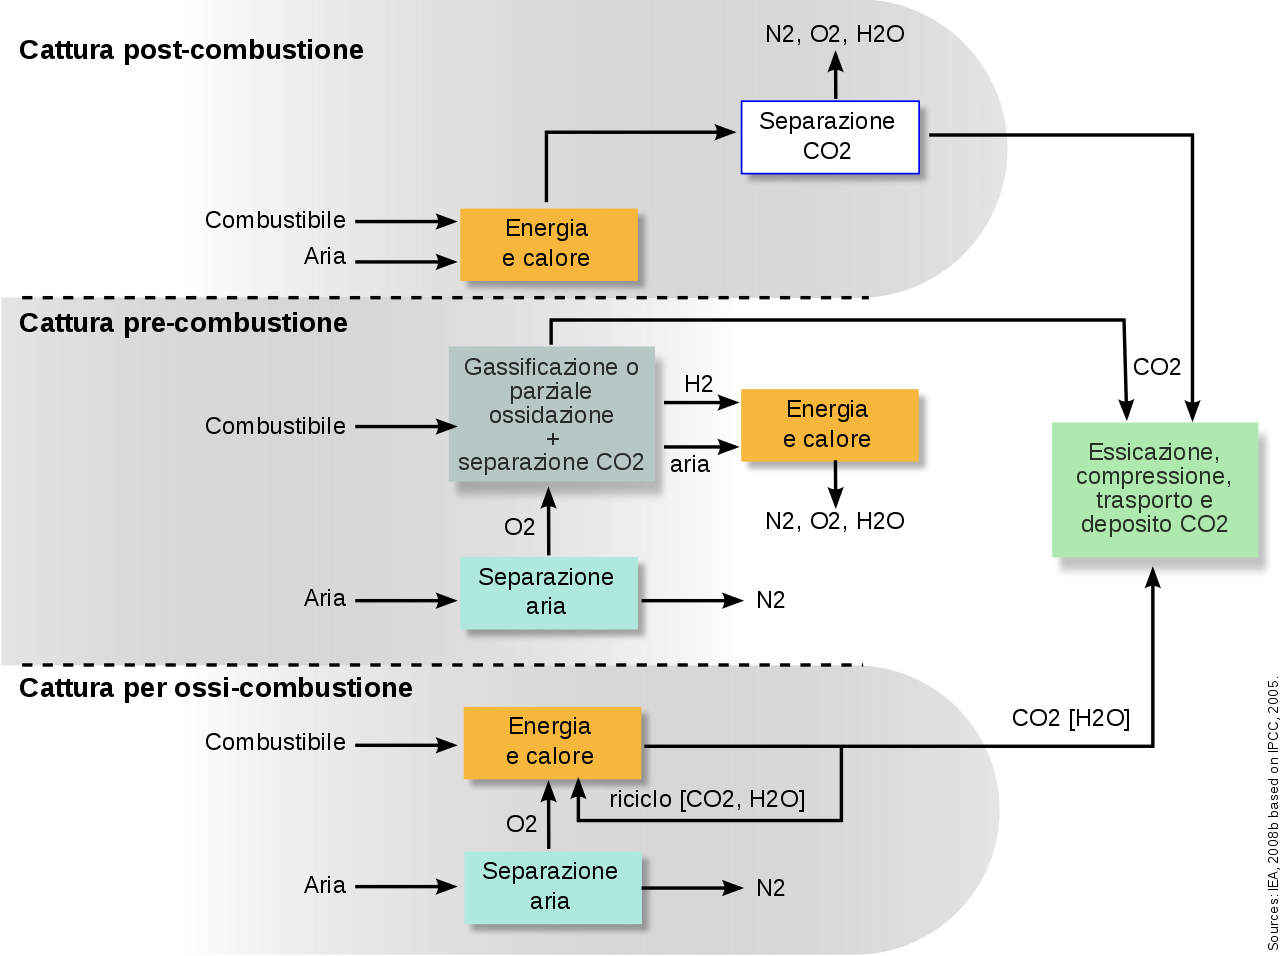 Cattura post-combustione
N2, O2, H2O
Separazione
CO2
Combustibile
Aria
Energia
e calore
Cattura pre-combustione
Gassificazione o
parziale
ossidazione
+
separazione CO2
Combustibile
H2
aria
Energia
e calore
N2, O2, H2O
CO2
Essicazione,
compressione,
trasporto e
deposito CO2
O2
Aria
Separazione
aria
N2
Cattura per ossi-combustione
Combustibile
Energia
e calore
CO2 [H2O]
riciclo [CO2, H2O]
O2
Aria
Separazione
aria
N2
Sources: IEA, 2008b based on IPCC, 2005.